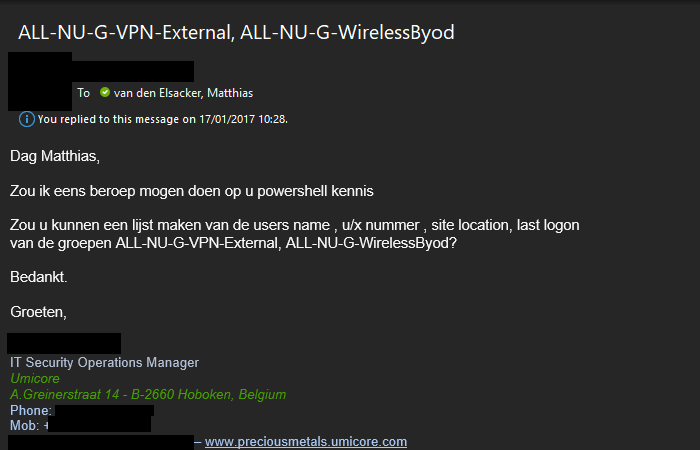 ALL-NU-G-VPN-External, ALL-NU-G-WirelessByod
To van den Elsacker, Matthias
You replied to this message on 17/01/2017 10:28.
Dag Matthias,
Zou ik eens beroep mogen doen op u powershell kennis
Zou u kunnen een lijst maken van de users name , u/x nummer , site location, last logon
van de groepen ALL-NU-G-VPN-External, ALL-NU-G-WirelessByod?
Bedankt.
Groeten,
IT Security Operations Manager
Umicore
A.Greinerstraat 14 - B-2660 Hoboken, Belgium
Phone:
Mob: +
– www.preciousmetals.umicore.com